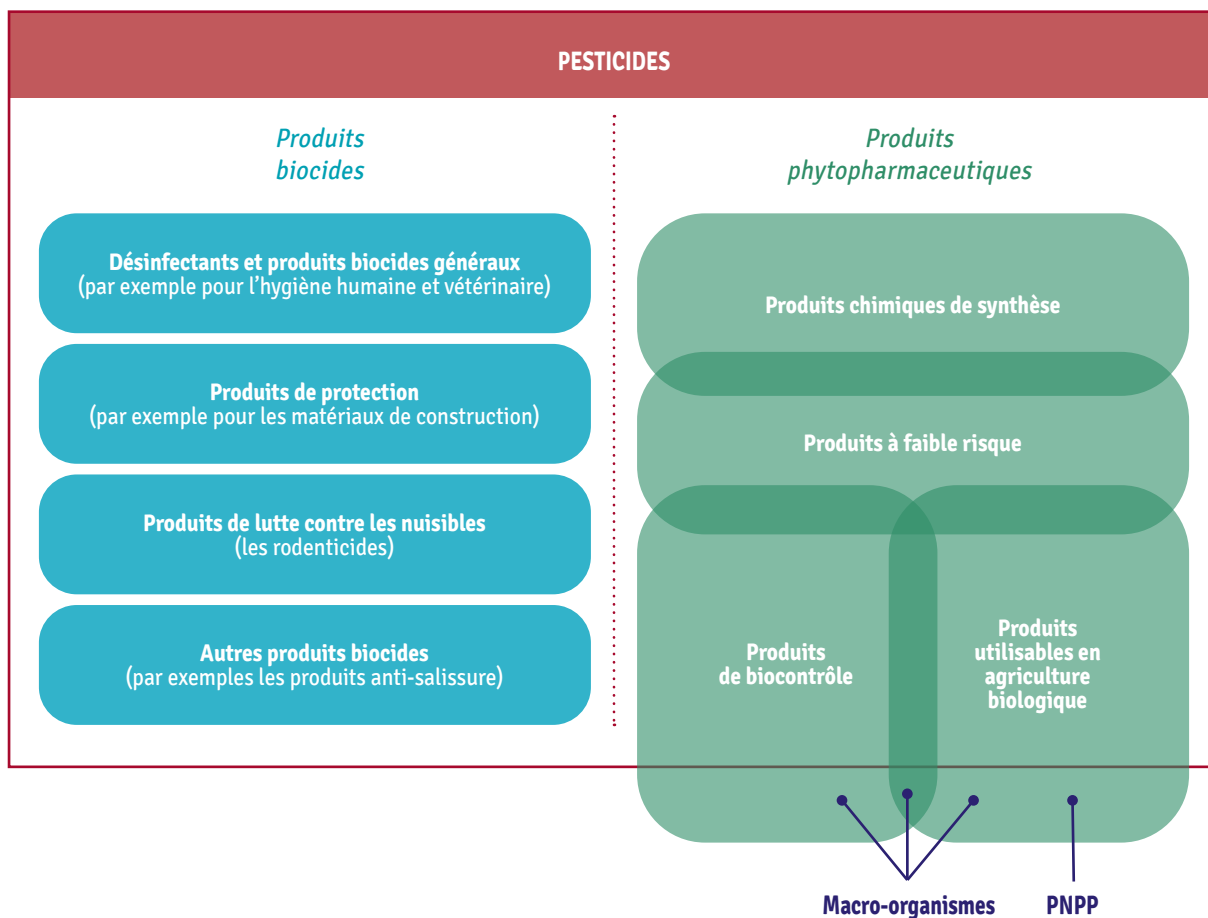 PESTICIDES
Produits
biocides
Désinfectants et produits biocides généraux
(par exemple pour l'hygiène humaine et vétérinaire)
Produits de protection
(par exemple pour les matériaux de construction)
Produits de lutte contre les nuisibles
(les rodenticides)
Autres produits biocides
(par exemples les produits anti-salissure)
Produits
phytopharmaceutiques
Produits chimiques de synthèse
Produits à faible risque
Produits
de biocontrôle
Produits
utilisables en
agriculture
biologique
Macro-organismes
PNPP